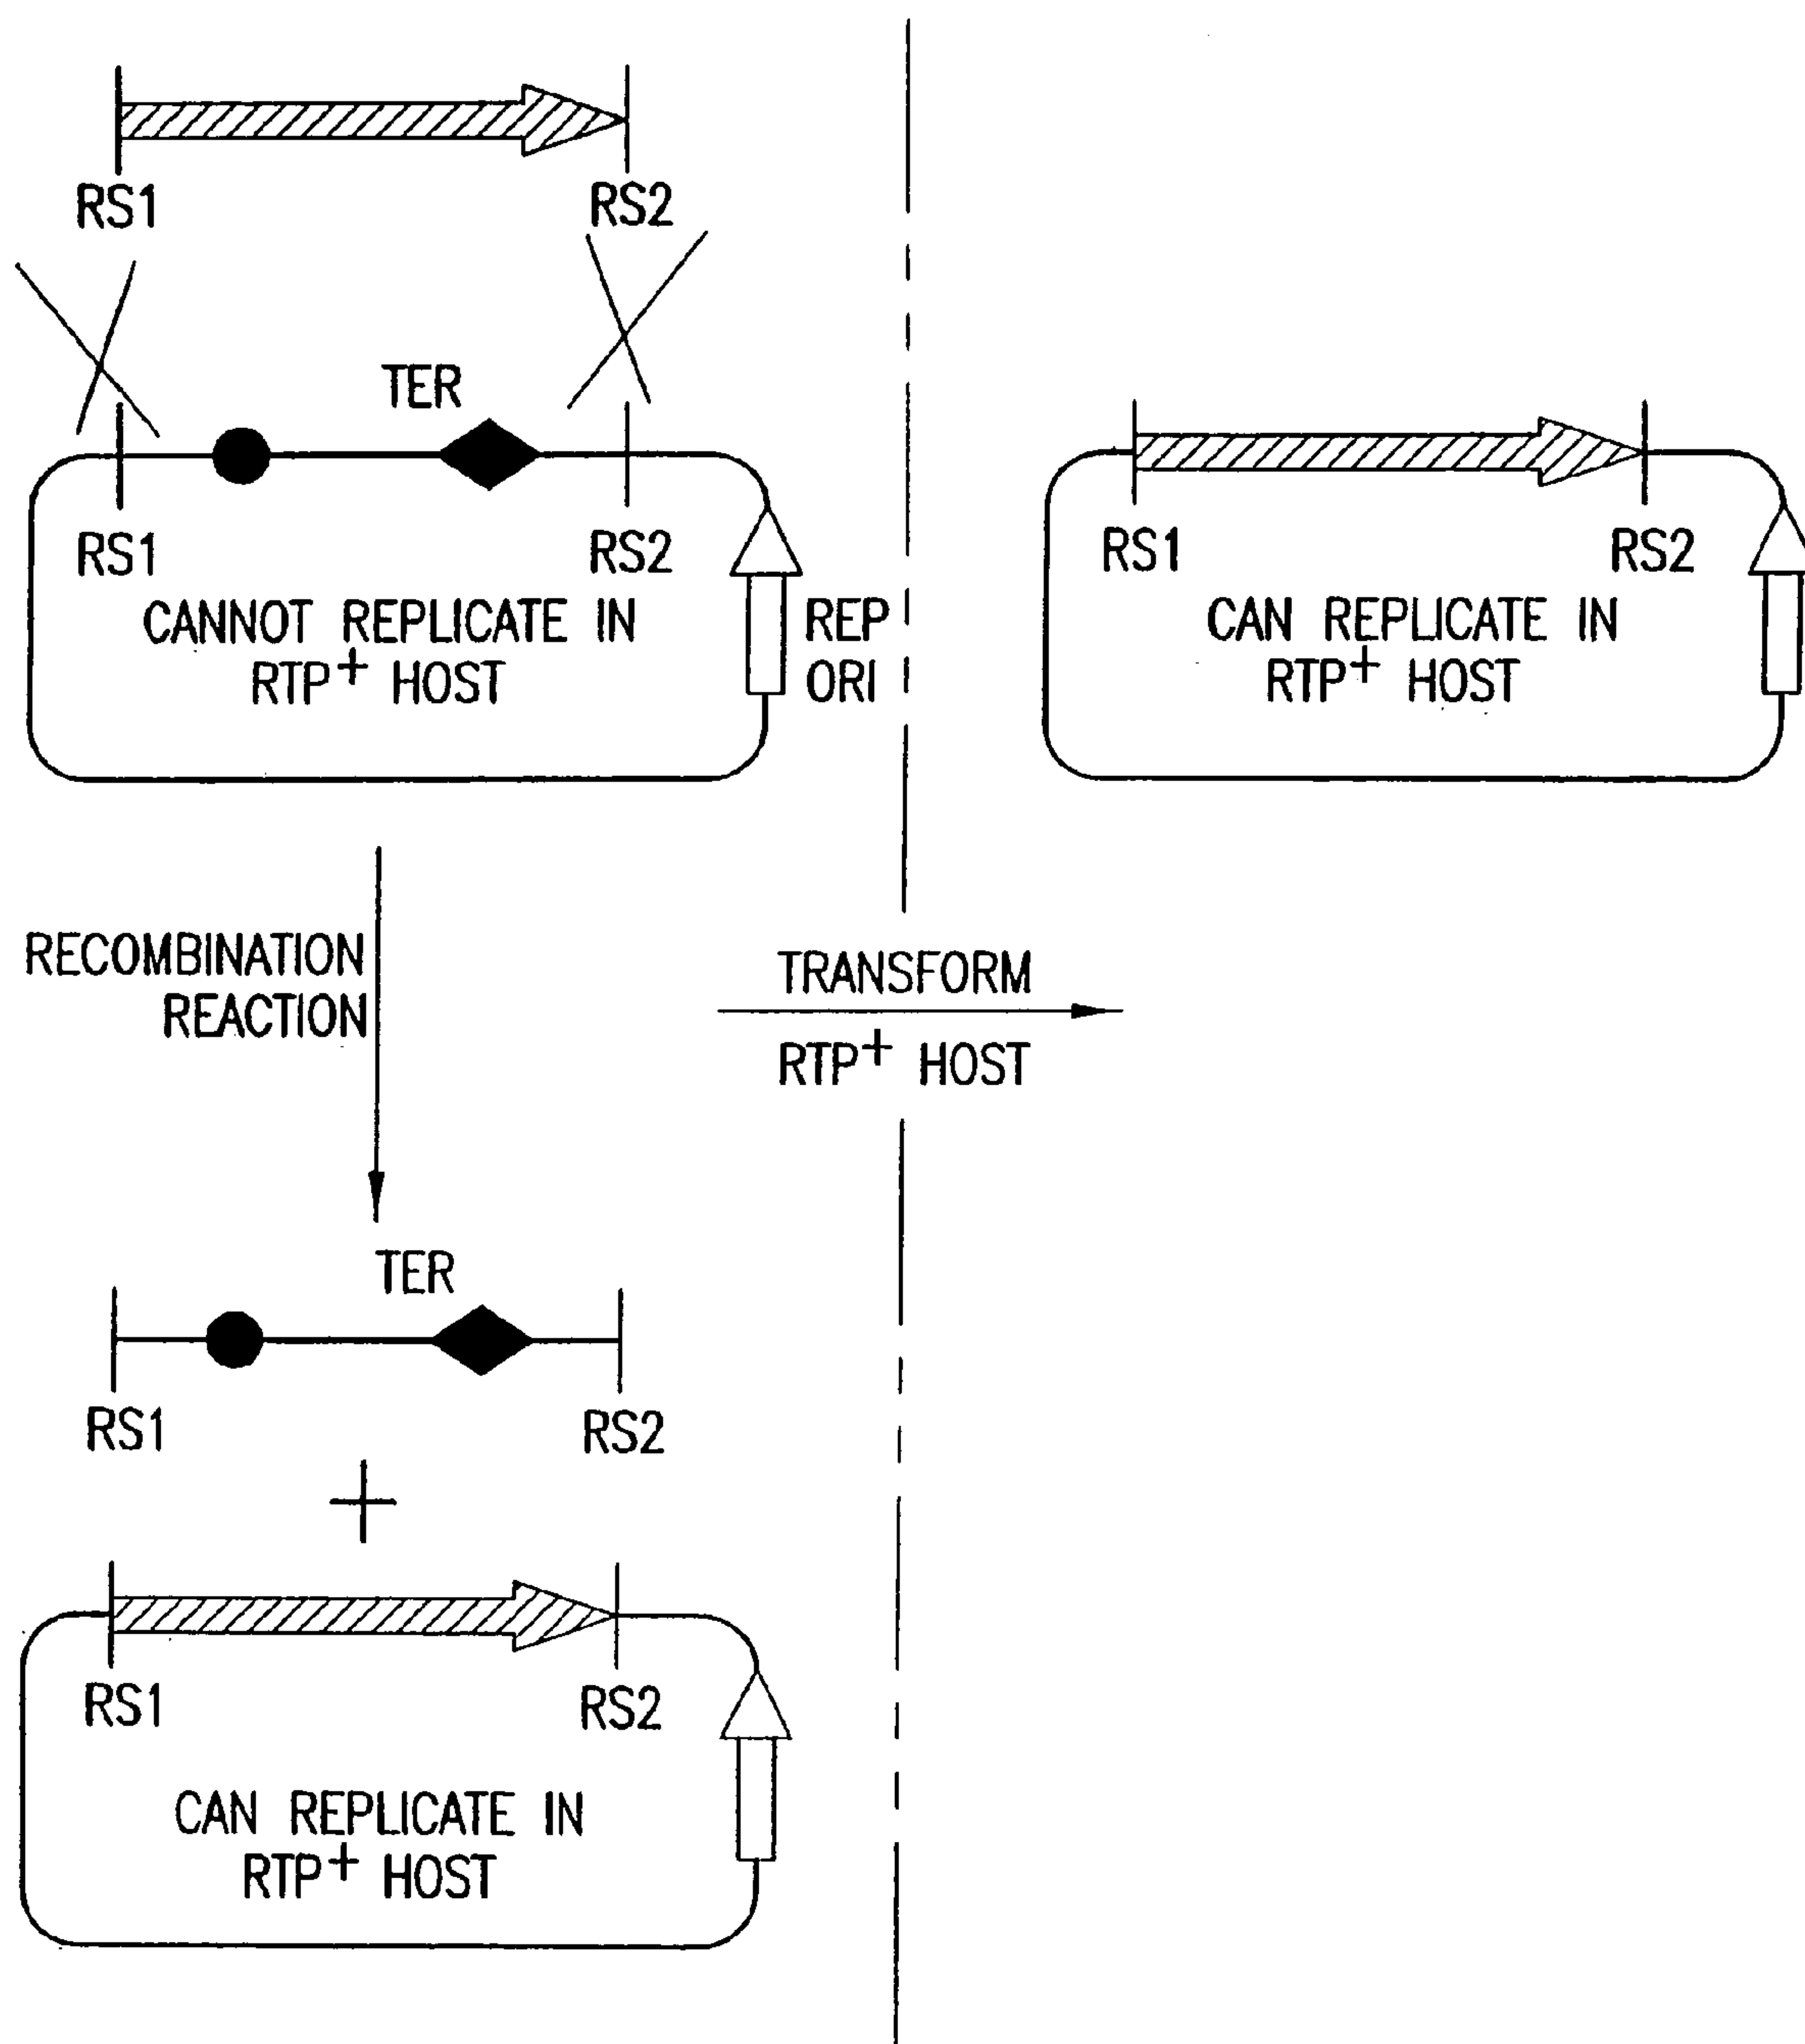 RS1
RS2
TER
RS1
RS2
CANNOT REPLICATE IN
RTP+ HOST
REP
ORI
RECOMBINATION
REACTION
TER
RS1
RS2
RS1
RS2
CAN REPLICATE IN
RTP+ HOST
TRANSFORM
RTP+ HOST
RS1
RS2
CAN REPLICATE IN
RTP+ HOST